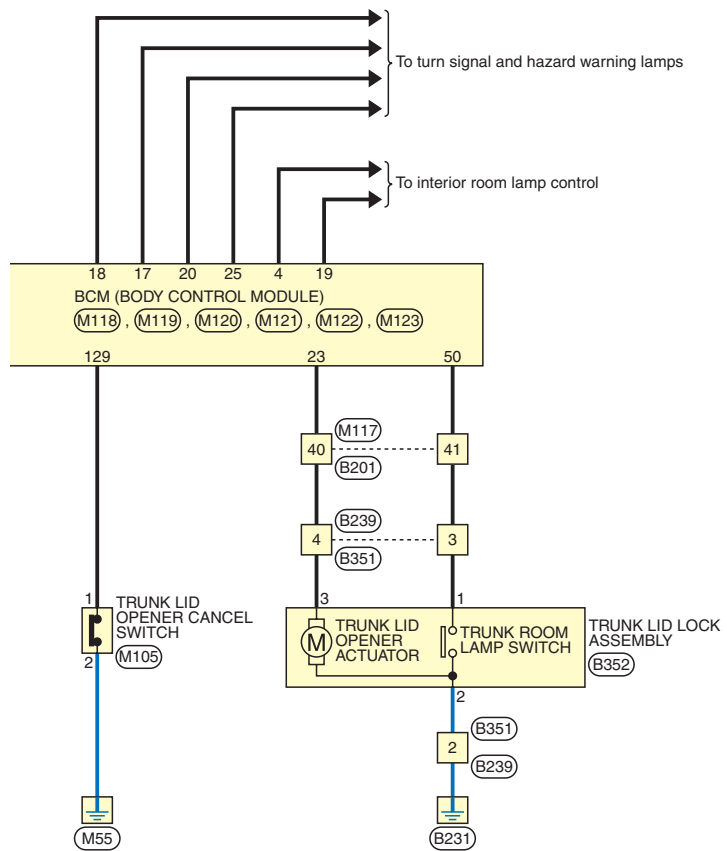 To turn signal and hazard warning lamps
To interior room lamp control
18 17 20 25 4 19
BCM (BODY CONTROL MODULE)
M118 , M119 , M120 , M121 , M122 , M123
129 23 50
M117
40 41
B201
B239
4 3
B351
1
TRUNK LID
OPENER CANCEL
SWITCH
M105
2
3 1
TRUNK LID
OPENER
ACTUATOR
M
TRUNK ROOM
LAMP SWITCH
TRUNK LID LOCK
ASSEMBLY
B352
2
B351
2
B239
M55
B231